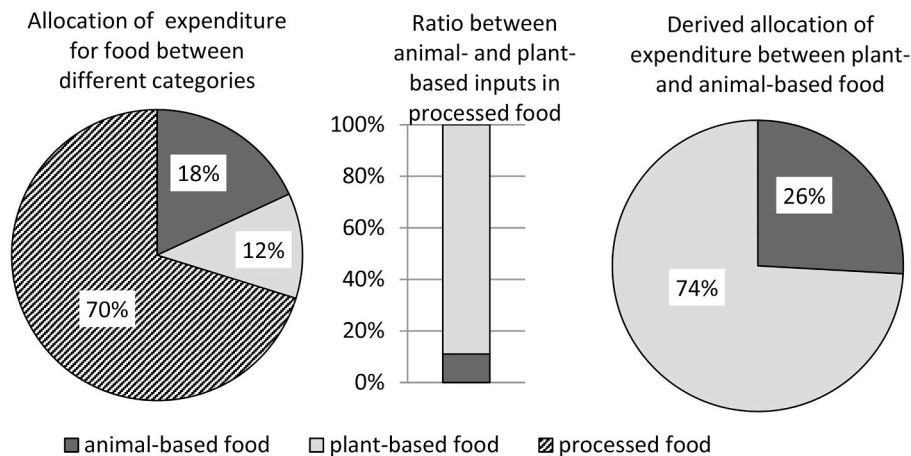 Allocation of expenditure
for food between
different categories
18%
12%
70%
Ratio between
animal- and plant-
based inputs in
processed food
100%
80%
60%
40%
20%
0%
Derived allocation of
expenditure between plant-
and animal-based food
26%
74%
animal-based food plant-based food processed food